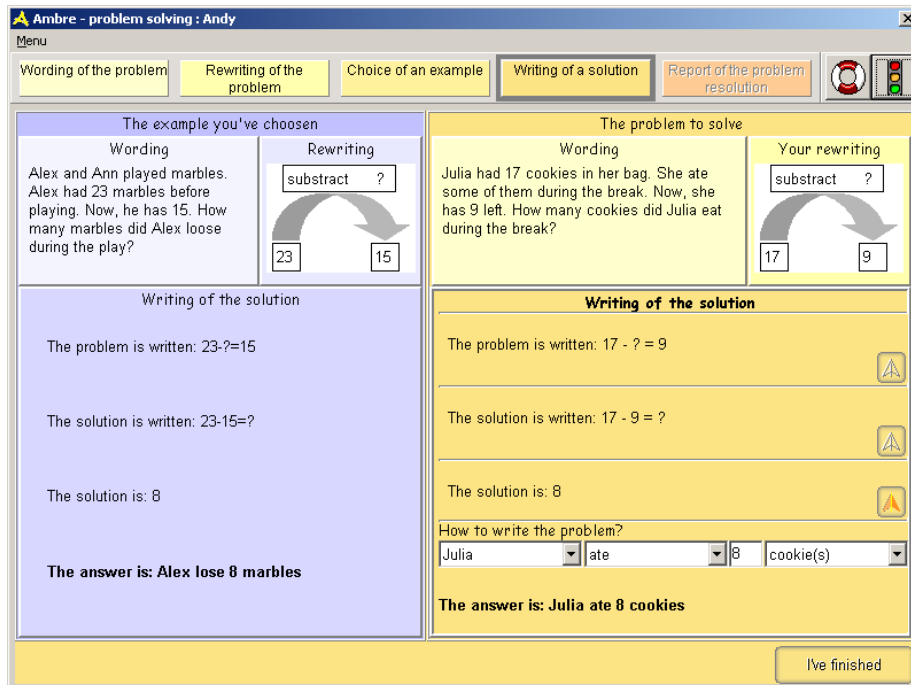 Ambre - problem solving : Andy
Menu
Wording of the problem
Rewriting of the
problem
Choice of an example
Writing of a solution
Report of the problem
resolution
The example you've choosen
Wording
Alex and Ann played marbles.
Alex had 23 marbles before
playing. Now, he has 15. How
many marbles did Alex loose
during the play?
Rewriting
substract ?
23 15
Writing of the solution
The problem is written: 23-?=15
The solution is written: 23-15=?
The solution is: 8
The answer is: Alex lose 8 marbles
The problem to solve
Wording
Julia had 17 cookies in her bag. She ate
some of them during the break. Now, she
has 9 left. How many cookies did Julia eat
during the break?
Your rewriting
substract ?
17 9
Writing of the solution
The problem is written: 17 - ? = 9
The solution is written: 17 - 9 = ?
The solution is: 8
How to write the problem?
Julia ate 8 cookie(s)
The answer is: Julia ate 8 cookies
I've finished